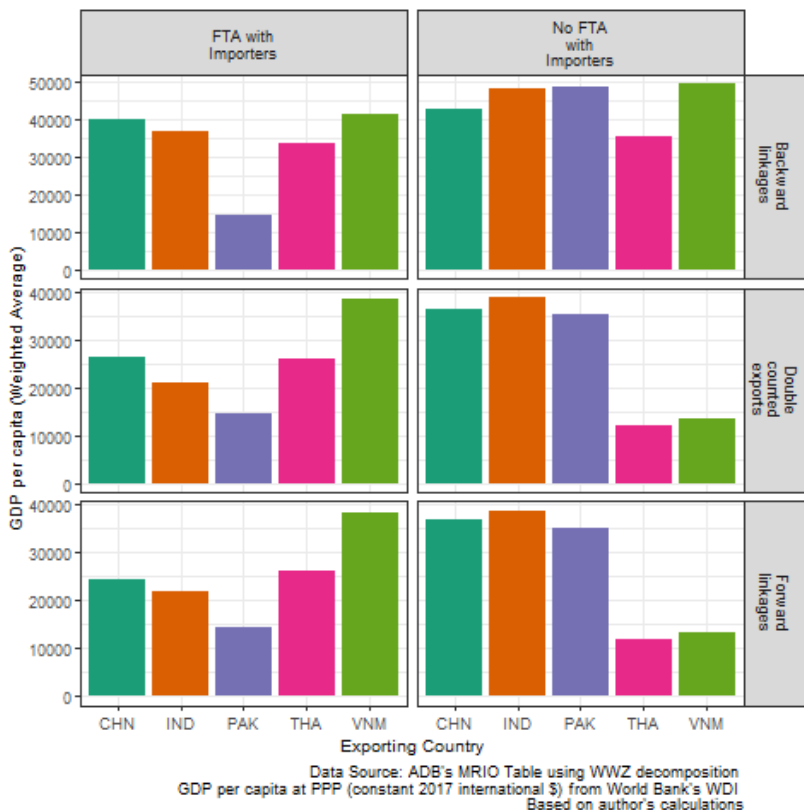 FTA with
Importers
No FTA
with
Importers
GDP per capita (Weighted Average)
50000
40000
30000
20000
10000
0
Backward
linkages
40000
30000
20000
10000
0
Double
counted
exports
40000
30000
20000
10000
0
Forward
linkages
CHN IND PAK THA VNM CHN IND PAK THA VNM
Exporting Country
Data Source: ADB's MRIO Table using WWZ decomposition
GDP per capita at PPP (constant 2017 international $) from World Bank's WDI
Based on author's calculations